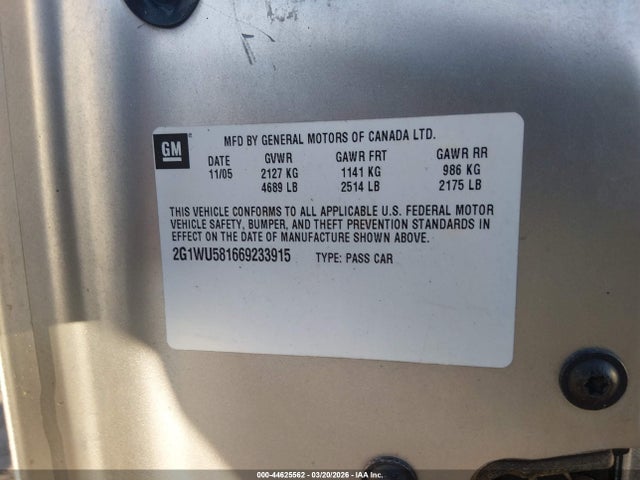 GM
MFD BY GENERAL MOTORS OF CANADA LTD.
DATE GVWR GAWR FRT GAWR RR
11/05 2127 KG 1141 KG 986 KG
4689 LB 2514 LB 2175 LB
THIS VEHICLE CONFORMS TO ALL APPLICABLE U.S. FEDERAL MOTOR
VEHICLE SAFETY, BUMPER, AND THEFT PREVENTION STANDARDS IN
EFFECT ON THE DATE OF MANUFACTURE SHOWN ABOVE.
2G1WU581669233915 TYPE: PASS CAR
000-44625562 - 03/20/2026 - IAA Inc.